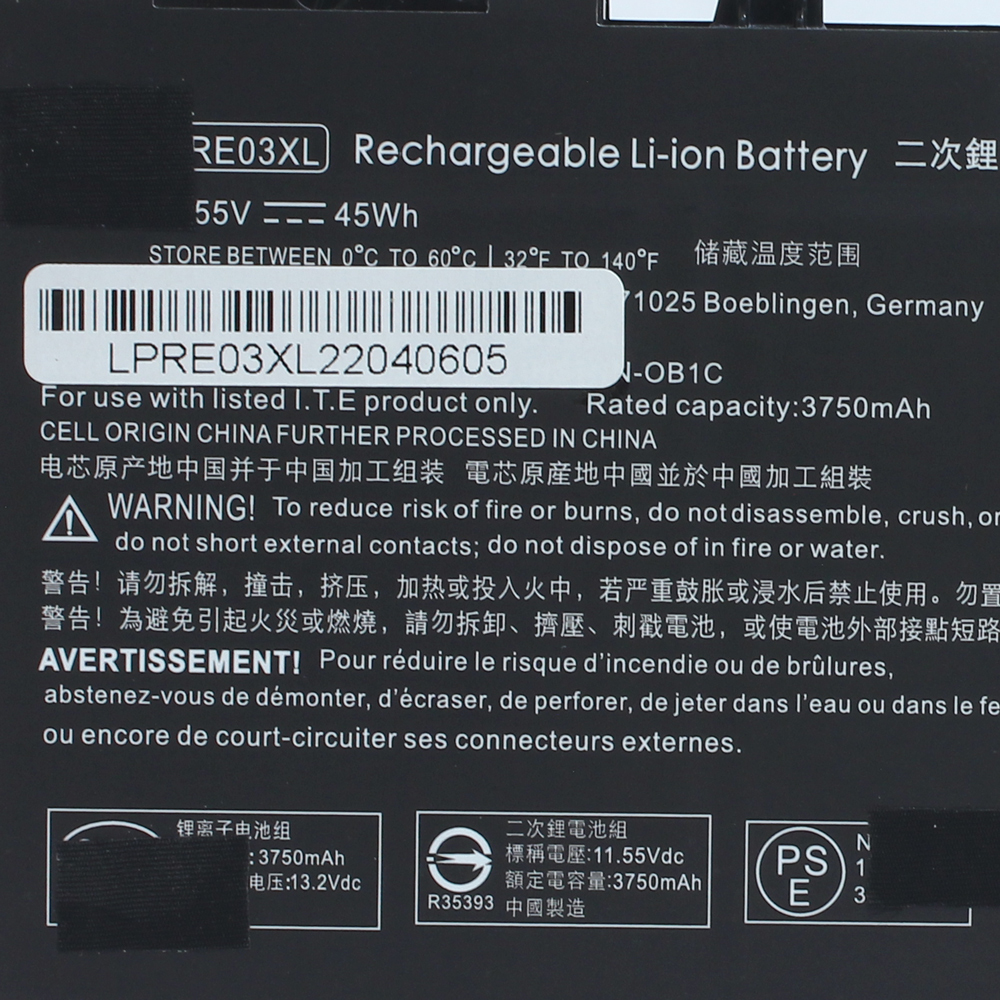 RE03XL Rechargeable Li-ion Battery 二次鋰
55V 45Wh
STORE BETWEEN 0°C TO 60°C | 32°F TO 140°F 储藏温度范围
71025 Boeblingen, Germany
LPRE03XL22040605
N-OB1C
For use with listed I.T.E product only. Rated capacity:3750mAh
CELL ORIGIN CHINA FURTHER PROCESSED IN CHINA
电芯原产地中国并于中国加工组装 電芯原産地中國並於中國加工組裝
WARNING! To reduce risk of fire or burns, do not disassemble, crush, or
do not short external contacts; do not dispose of in fire or water.
警告! 请勿拆解，撞击，挤压，加热或投入火中，若严重鼓胀或浸水后禁止使用。勿置
警告! 為避免引起火災或燃燒，請勿拆卸、擠壓、刺戳電池，或使電池外部接點短路
AVERTISSEMENT! Pour réduire le risque d'incendie ou de brûlures,
abstenez-vous de démonter, d'écraser, de perforer, de jeter dans l'eau ou dans le fe
ou encore de court-circuiter ses connecteurs externes.
锂离子电池组
: 3750mAh
电压:13.2Vdc
二次鋰電池組
標稱電壓:11.55Vdc
額定電容量:3750mAh
R35393 中國製造
PS
E
N
1
3